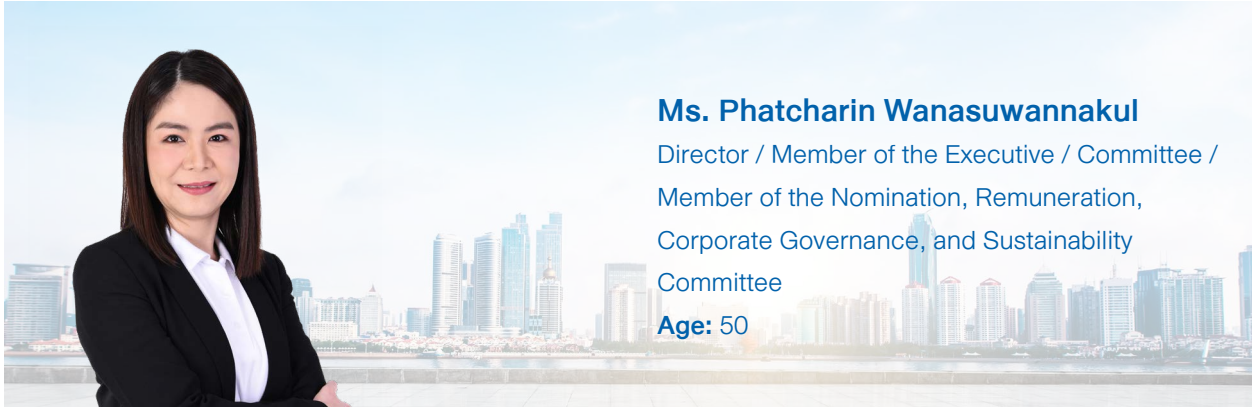 Ms. Phatcharin Wanasuwannakul
Director / Member of the Executive / Committee /
Member of the Nomination, Remuneration,
Corporate Governance, and Sustainability
Committee
Age: 50